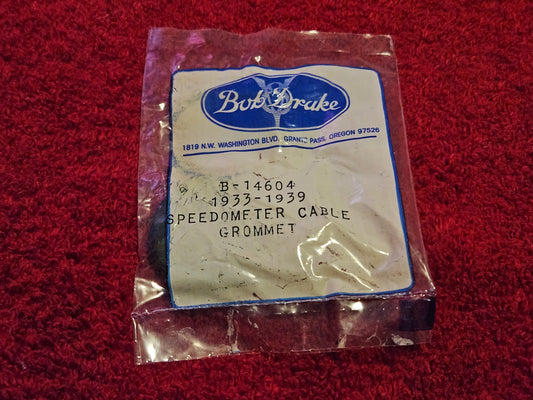 Bob Drake
1819 N.W. WASHINGTON BLVD. GRANTS PASS, OREGON 97526
B-14604
1933-1939
SPEEDOMETER CABLE
GROMMET